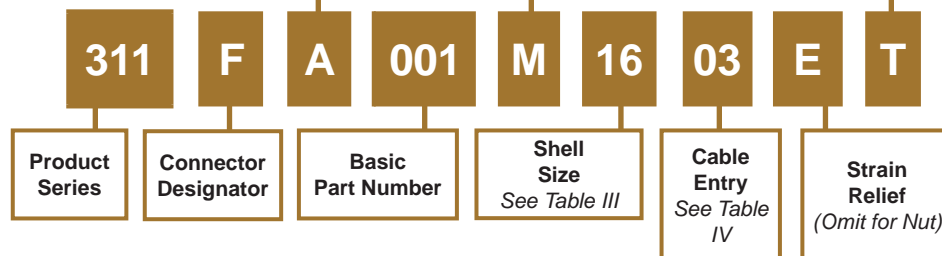 311 F A 001 M 16 03 E T
Product
Series
Connector
Designator
Basic
Part Number
Shell
Size
See Table III
Cable
Entry
See Table
IV
Strain
Relief
(Omit for Nut)